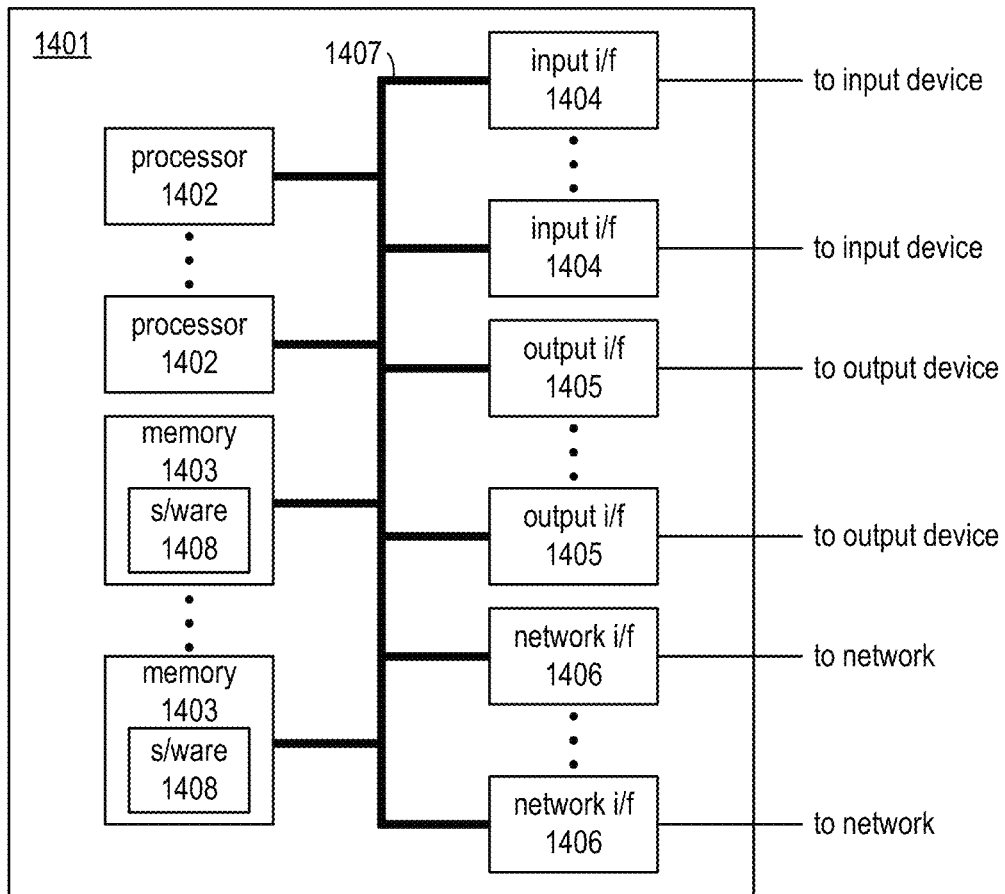 1401
1407
processor
1402
processor
1402
memory
1403
s/ware
1408
memory
1403
s/ware
1408
input i/f
1404
to input device
input i/f
1404
to input device
output i/f
1405
to output device
output i/f
1405
to output device
network i/f
1406
to network
network i/f
1406
to network